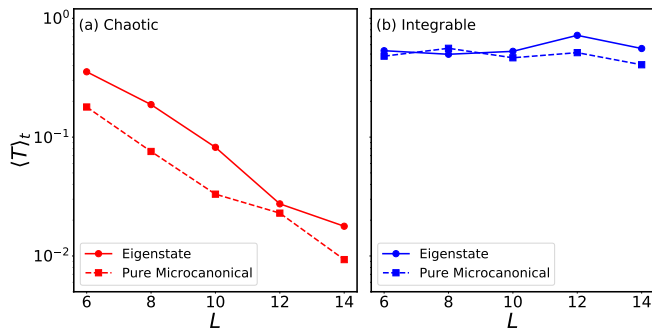 (a) Chaotic
(b) Integrable
10⁰
10⁻¹
10⁻²
⟨T⟩ₜ
Eigenstate
Pure Microcanonical
Eigenstate
Pure Microcanonical
6 8 10 12 14
6 8 10 12 14
L
L